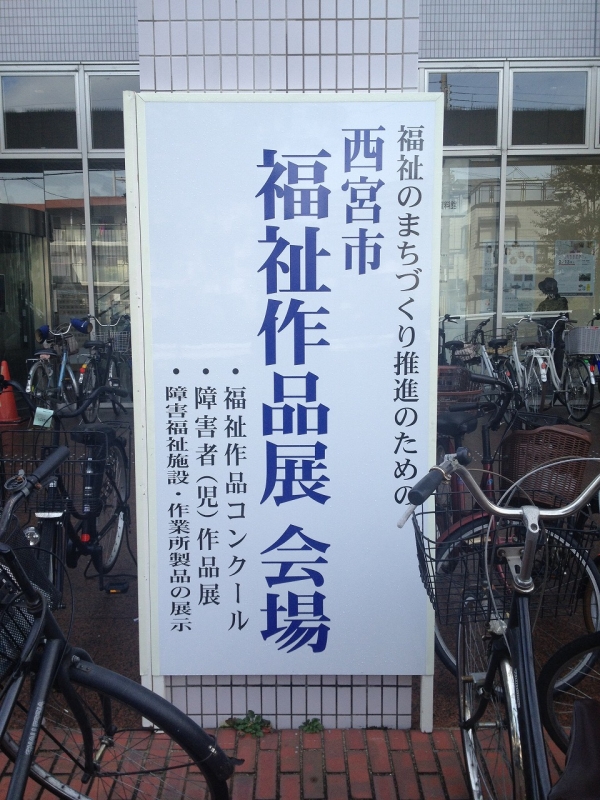 福祉のまちづくり推進のための
西宮市
福祉作品展 会場
・福祉作品コンクール
・障害者(児)作品展
・障害福祉施設・作業所製品の展示